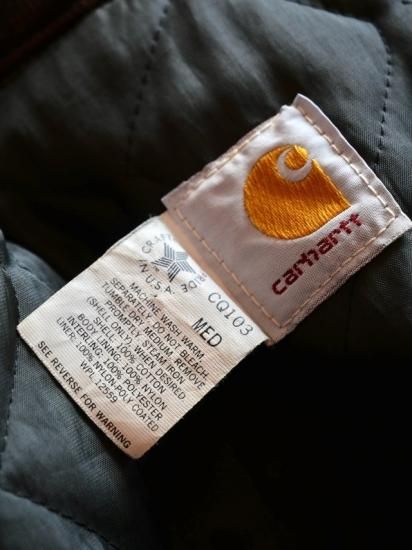 carhartt
CRAFTED
IN U.S.A.
CQ103
MED
MACHINE WASH WARM
SEPARATELY. DO NOT BLEACH.
TUMBLE DRY, MEDIUM. REMOVE
PROMPTLY. STEAM IRON
(SHELL ONLY) WHEN DESIRED
SHELL: 100% COTTON
BODY LINING: 100% NYLON
INTERLINING: 100% POLYESTER
LINER: 100% NYLON-POLY COATED
WPL 12559
SEE REVERSE FOR WARNING